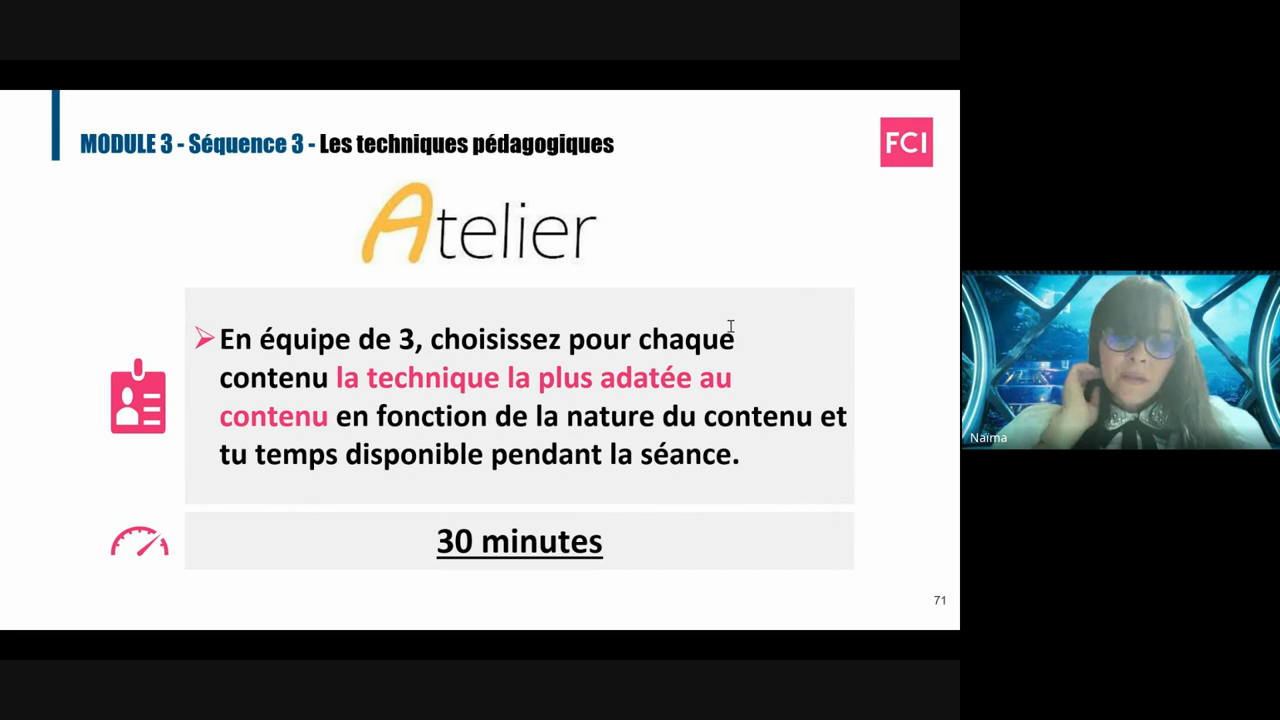 MODULE 3 - Séquence 3 - Les techniques pédagogiques
FCI
Atelier
En équipe de 3, choisissez pour chaque
contenu la technique la plus adatée au
contenu en fonction de la nature du contenu et
tu temps disponible pendant la séance.
30 minutes
71
Naïma